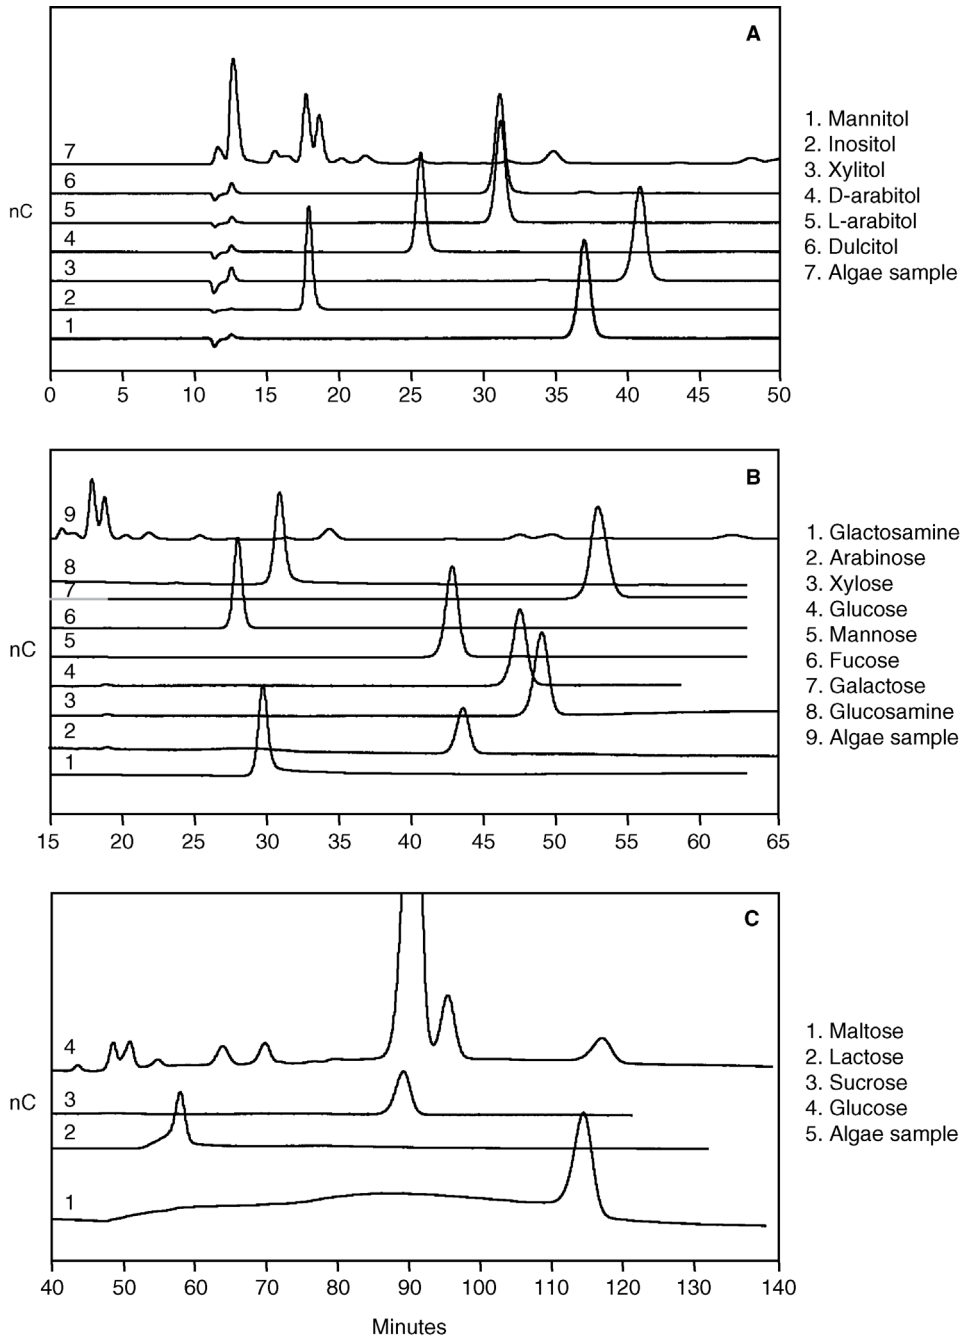 A
7
6
nC
5
4
3
2
1
0 5 10 15 20 25 30 35 40 45 50
1. Mannitol
2. Inositol
3. Xylitol
4. D-arabitol
5. L-arabitol
6. Dulcitol
7. Algae sample
B
9
8
7
6
nC
5
4
3
2
1
15 20 25 30 35 40 45 50 55 60 65
1. Glactosamine
2. Arabinose
3. Xylose
4. Glucose
5. Mannose
6. Fucose
7. Galactose
8. Glucosamine
9. Algae sample
C
4
nC
3
2
1
40 50 60 70 80 90 100 110 120 130 140
Minutes
1. Maltose
2. Lactose
3. Sucrose
4. Glucose
5. Algae sample